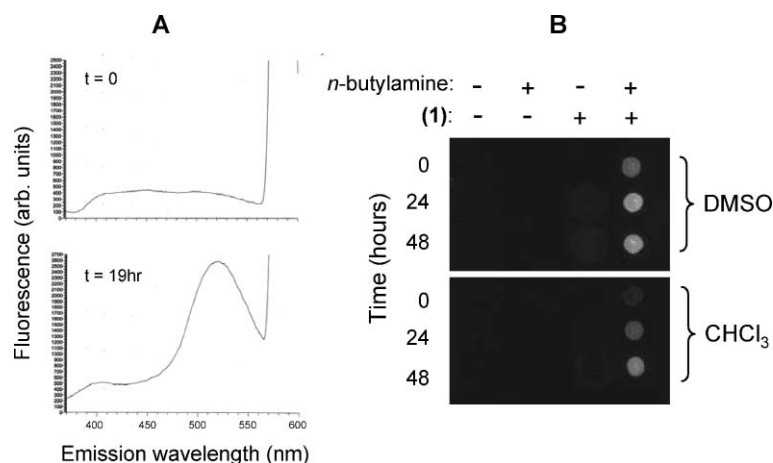 A
B
t = 0
t = 19hr
Fluorescence (arb. units)
400 450 500 550 600
Emission wavelength (nm)
n-butylamine: - + - +
(1): - - + +
Time (hours)
0
24
48
DMSO
0
24
48
CHCl₃